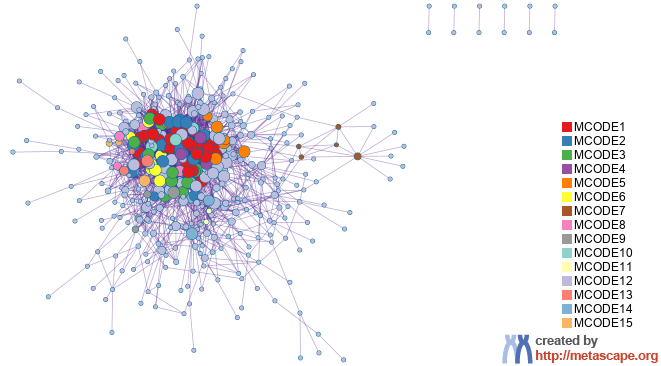 MCODE1
MCODE2
MCODE3
MCODE4
MCODE5
MCODE6
MCODE7
MCODE8
MCODE9
MCODE10
MCODE11
MCODE12
MCODE13
MCODE14
MCODE15
created by
http://metascape.org